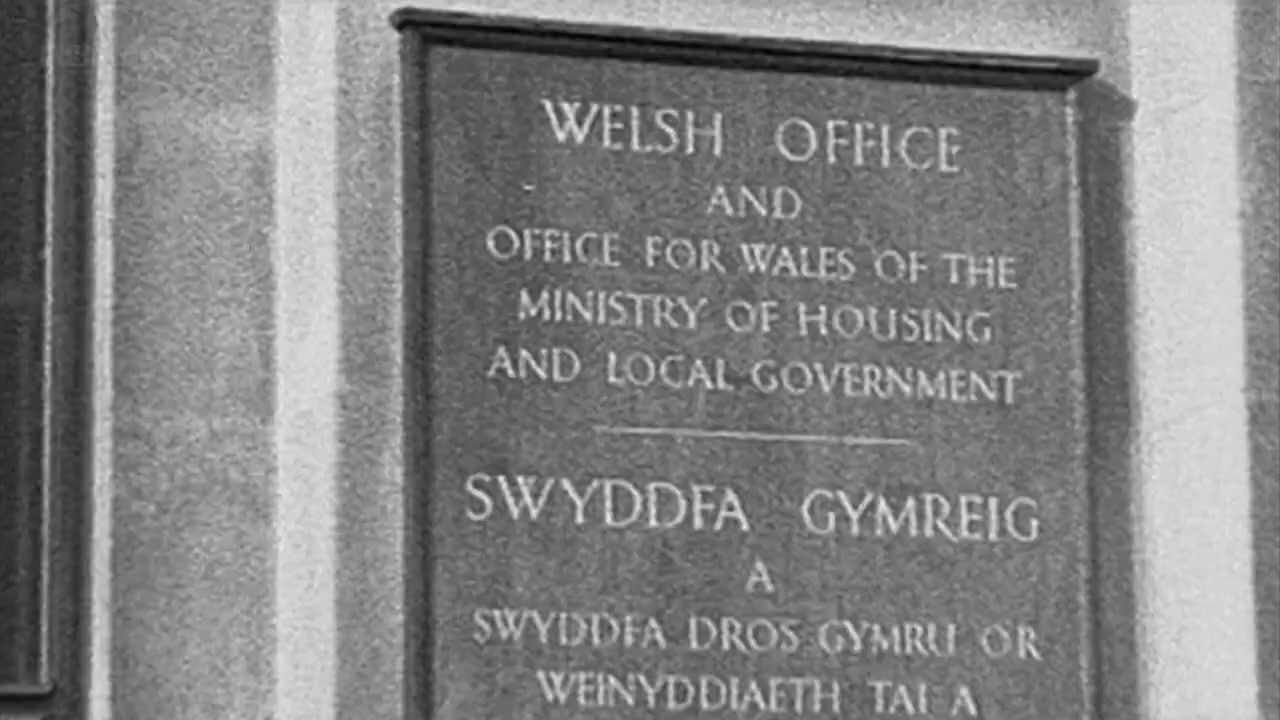 WELSH OFFICE
AND
OFFICE FOR WALES OF THE
MINISTRY OF HOUSING
AND LOCAL GOVERNMENT
SWYDDFA GYMREIG
A
SWYDDFA DROS GYMRU O'R
WEINYDDIAETH TAI A